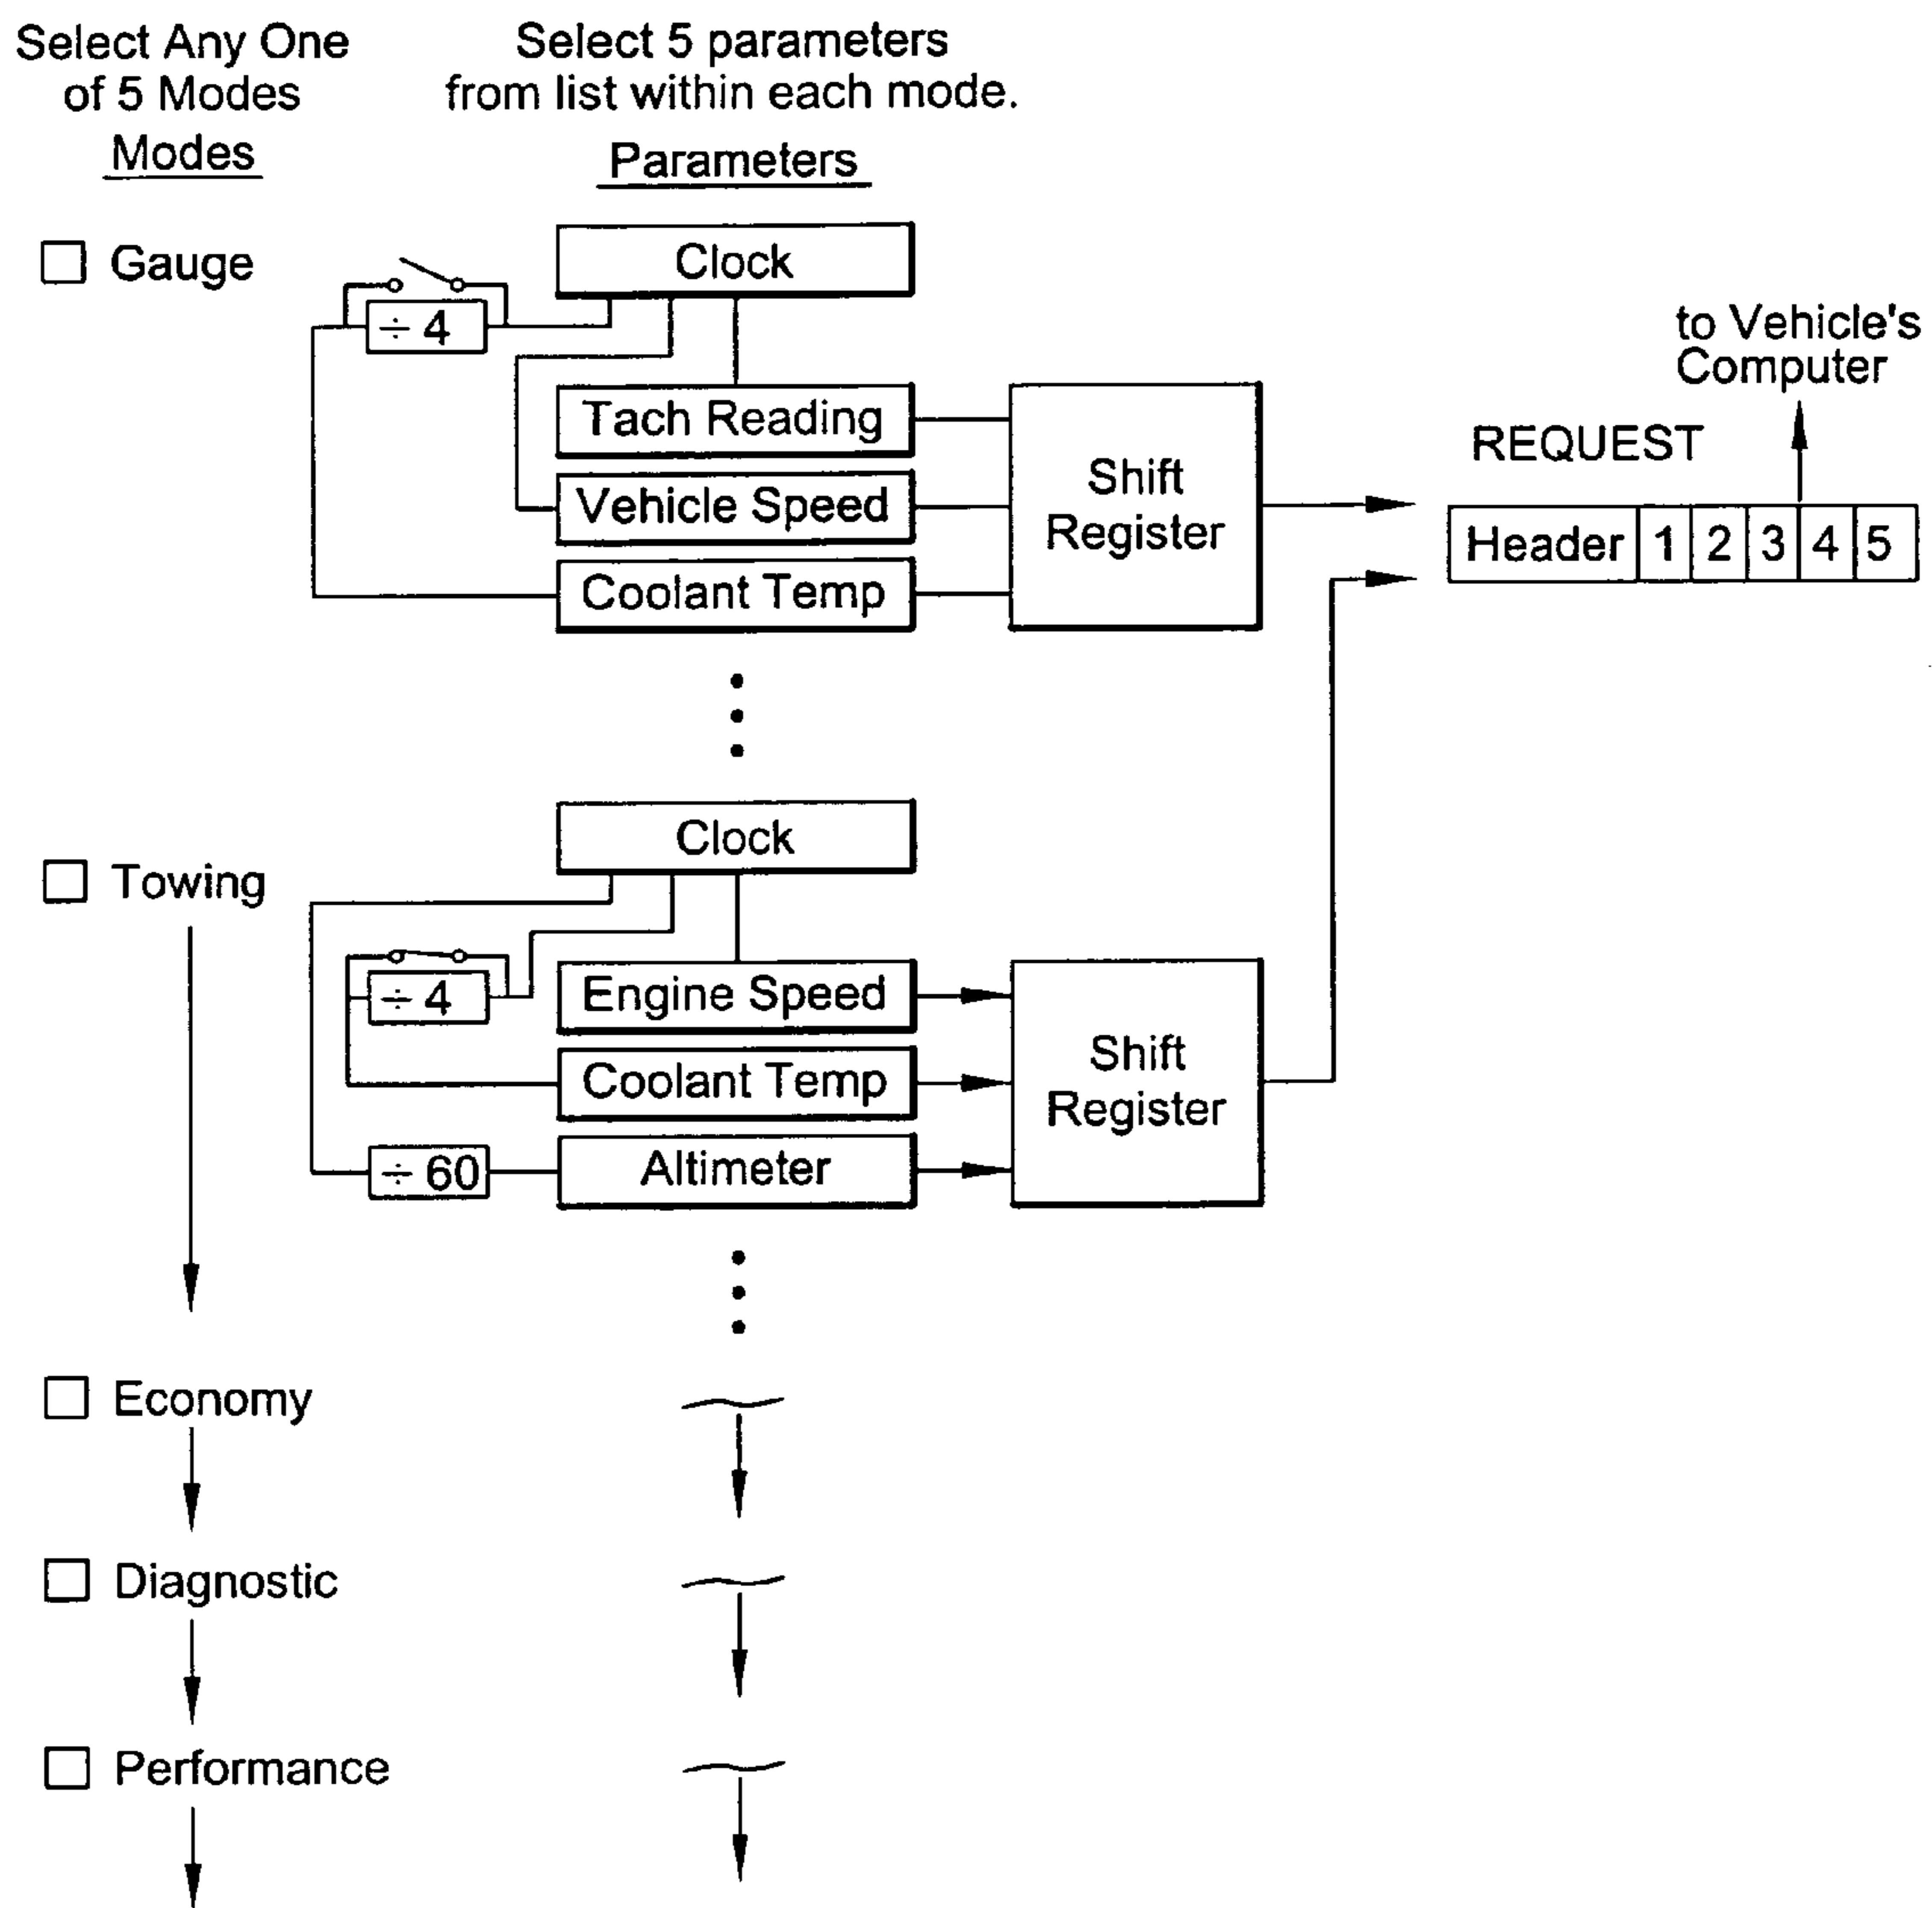 Select Any One
of 5 Modes
Modes
Select 5 parameters
from list within each mode.
Parameters
Gauge
Clock
÷ 4
Tach Reading
Vehicle Speed
Coolant Temp
Shift
Register
to Vehicle's
Computer
REQUEST
Header 1 2 3 4 5
Towing
Clock
÷ 4
Engine Speed
Coolant Temp
÷ 60
Altimeter
Shift
Register
Economy
Diagnostic
Performance